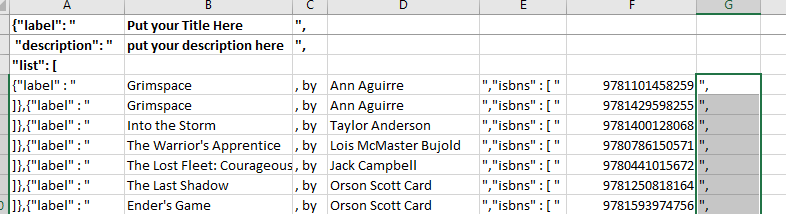 A B C D E F G
{"label": " Put your Title Here ",
"description": " put your description here ",
"list": [
{"label" : " Grimspace , by Ann Aguirre ","isbns" : [ " 9781101458259 ",
]},{"label" : " Grimspace , by Ann Aguirre ","isbns" : [ " 9781429598255 ",
]},{"label" : " Into the Storm , by Taylor Anderson ","isbns" : [ " 9781400128068 ",
]},{"label" : " The Warrior's Apprentice , by Lois McMaster Bujold ","isbns" : [ " 9780786150571 ",
]},{"label" : " The Lost Fleet: Courageous , by Jack Campbell ","isbns" : [ " 9780441015672 ",
]},{"label" : " The Last Shadow , by Orson Scott Card ","isbns" : [ " 9781250818164 ",
]},{"label" : " Ender's Game , by Orson Scott Card ","isbns" : [ " 9781593974756 ",